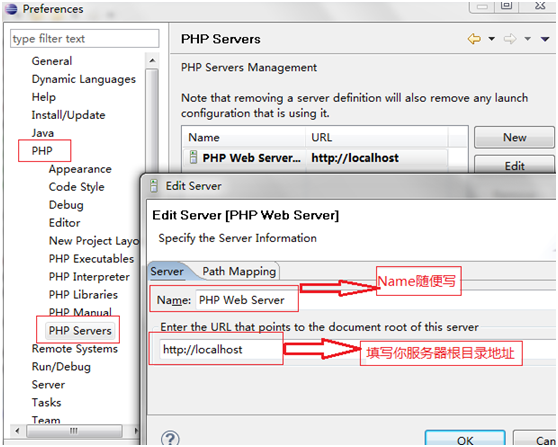 Preferences
type filter text
General
Dynamic Languages
Help
Install/Update
Java
PHP
Appearance
Code Style
Debug
Editor
New Project Layo
PHP Executables
PHP Interpreter
PHP Libraries
PHP Manual
PHP Servers
Remote Systems
Run/Debug
Server
Tasks
Team
PHP Servers
PHP Servers Management
Note that removing a server definition will also remove any launch
configuration that is using it.
Name URL
PHP Web Server... http://localhost
New
Edit
Edit Server
Edit Server [PHP Web Server]
Specify the Server Information
Server Path Mapping
Name: PHP Web Server
Name随便写
Enter the URL that points to the document root of this server
http://localhost
填写你服务器根目录地址
OK
Can